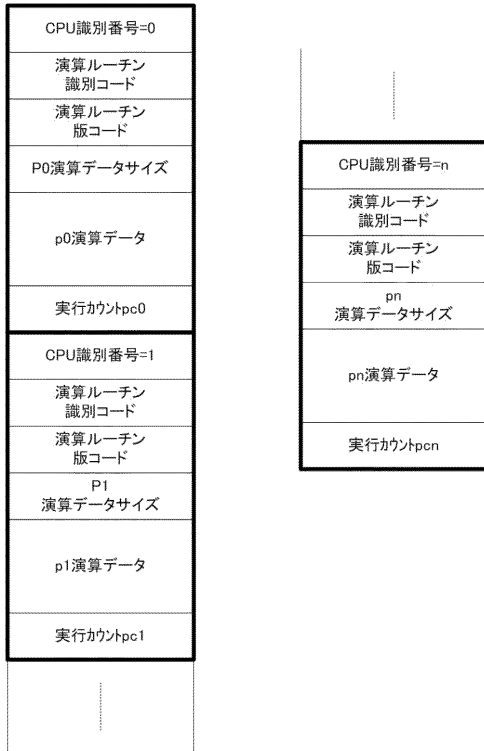 CPU識別番号=0
演算ルーチン
識別コード
演算ルーチン
版コード
P0演算データサイズ
p0演算データ
実行カウントpc0
CPU識別番号=1
演算ルーチン
識別コード
演算ルーチン
版コード
P1
演算データサイズ
p1演算データ
実行カウントpc1
CPU識別番号=n
演算ルーチン
識別コード
演算ルーチン
版コード
pn
演算データサイズ
pn演算データ
実行カウントpcn